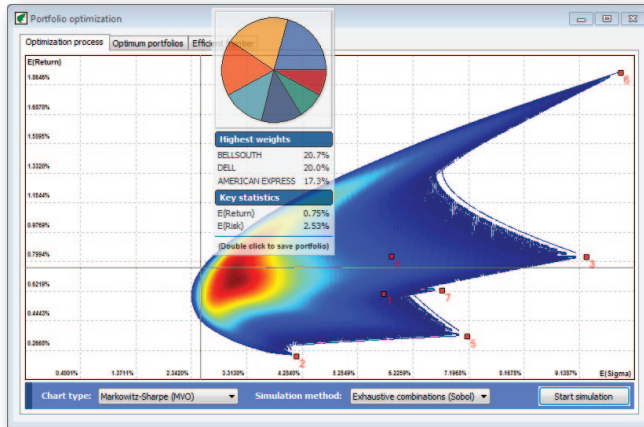 Portfolio optimization
Optimization process Optimum portfolios Efficient
E(Return)
1.8646%
1.6870%
1.5095%
1.3320%
1.1544%
0.9769%
0.7994%
0.6219%
0.4443%
0.2668%
Highest weights
BELLSOUTH 20.7%
DELL 20.0%
AMERICAN EXPRESS 17.3%
Key statistics
E(Return) 0.75%
E(Risk) 2.53%
(Double click to save portfolio)
6
3
7
5
2
0.4001% 1.3711% 2.3420% 3.3130% 4.2840% 5.2549% 6.2259% 7.1968% 8.1678% 9.1387% E(Sigma)
Chart type: Markowitz-Sharpe (MVO) Simulation method: Exhaustive combinations (Sobol) Start simulation